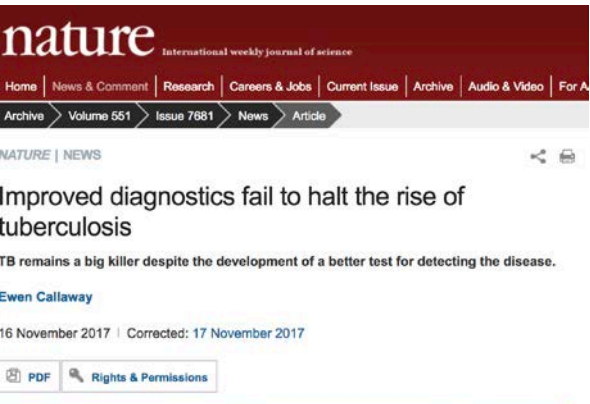 nature International weekly journal of science
Home News & Comment Research Careers & Jobs Current Issue Archive Audio & Video For
Archive Volume 551 Issue 7681 News Article
NATURE | NEWS
Improved diagnostics fail to halt the rise of
tuberculosis
TB remains a big killer despite the development of a better test for detecting the disease.
Ewen Callaway
16 November 2017 | Corrected: 17 November 2017
PDF Rights & Permissions